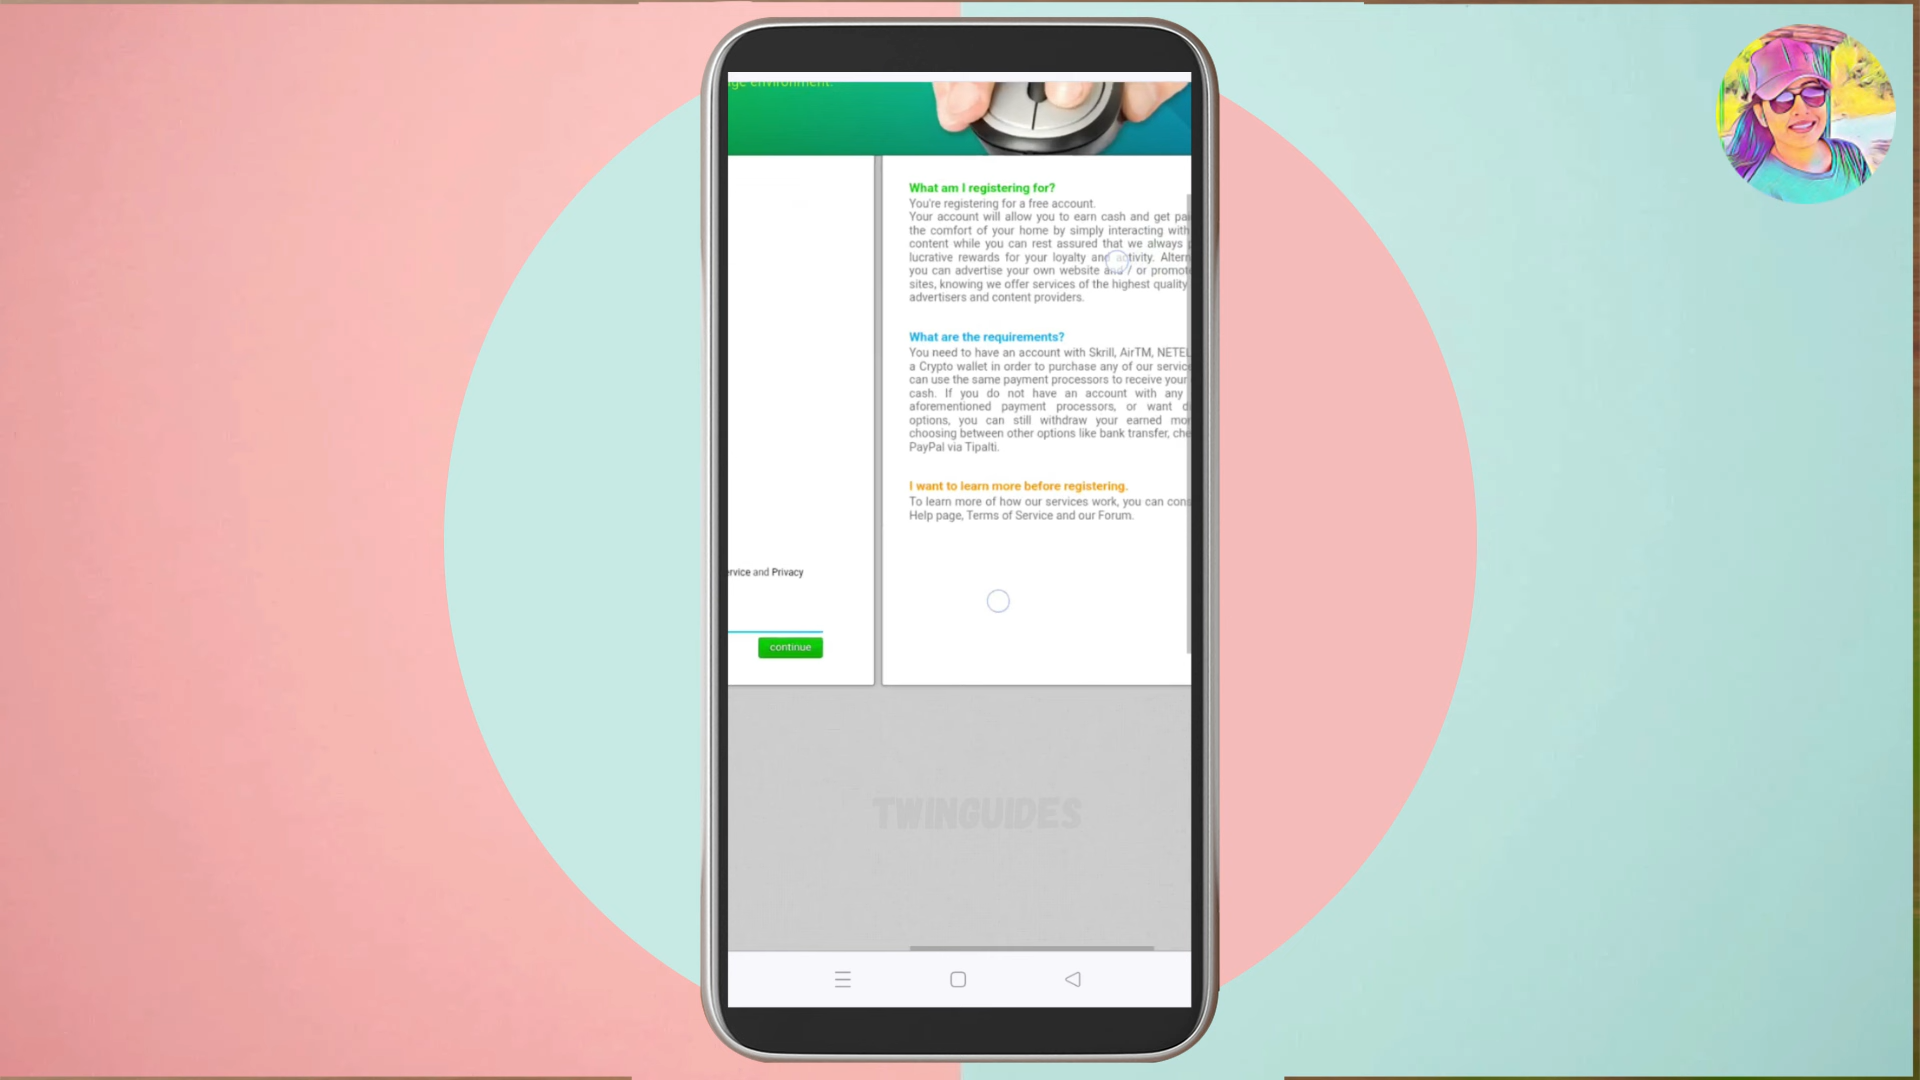 ge environment.
What am I registering for?
You're registering for a free account.
Your account will allow you to earn cash and get pa
the comfort of your home by simply interacting with
content while you can rest assured that we always
lucrative rewards for your loyalty and activity. Altern
you can advertise your own website and / or promot
sites, knowing we offer services of the highest quality
advertisers and content providers.
What are the requirements?
You need to have an account with Skrill, AirTM, NETEL
a Crypto wallet in order to purchase any of our servic
can use the same payment processors to receive your
cash. If you do not have an account with any
aforementioned payment processors, or want d
options, you can still withdraw your earned mo
choosing between other options like bank transfer, che
PayPal via Tipalti.
I want to learn more before registering.
To learn more of how our services work, you can cons
Help page, Terms of Service and our Forum.
ervice and Privacy
continue
TWINGUIDES